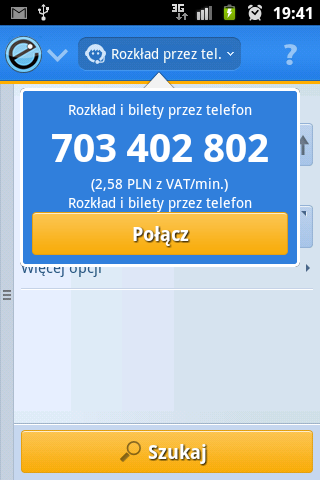 3G
19:41
Rozkład przez tel.
?
Rozkład i bilety przez telefon
703 402 802
(2,58 PLN z VAT/min.)
Rozkład i bilety przez telefon
Połącz
Więcej opcji
Szukaj